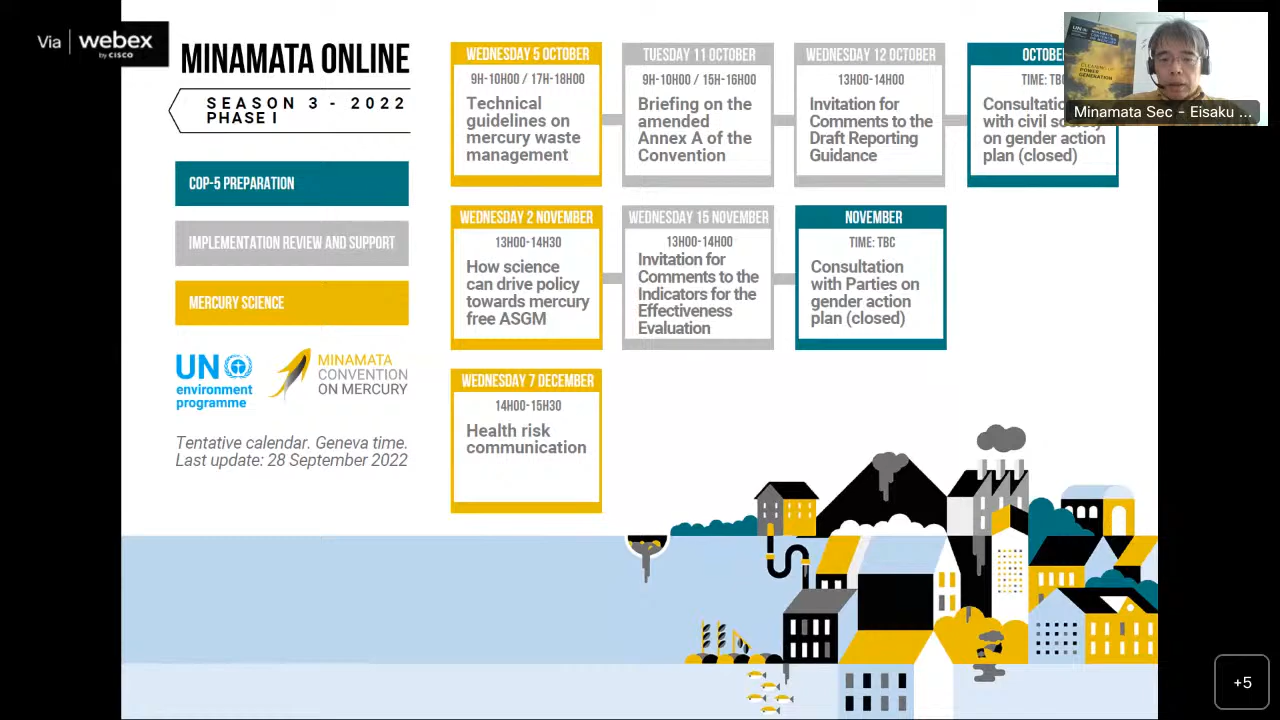 Via | webex
by CISCO
MINAMATA ONLINE
SEASON 3 - 2022
PHASE I
COP-5 PREPARATION
IMPLEMENTATION REVIEW AND SUPPORT
MERCURY SCIENCE
UN
environment
programme
MINAMATA
CONVENTION
ON MERCURY
Tentative calendar. Geneva time.
Last update: 28 September 2022
WEDNESDAY 5 OCTOBER
9H-10H00 / 17H-18H00
Technical
guidelines on
mercury waste
management
TUESDAY 11 OCTOBER
9H-10H00 / 15H-16H00
Briefing on the
amended
Annex A of the
Convention
WEDNESDAY 12 OCTOBER
13H00-14H00
Invitation for
Comments to the
Draft Reporting
Guidance
OCTOBE
TIME: TB
Consultation
with civil society
on gender action
plan (closed)
CLEANING UP
POWER
GENERATION
Minamata Sec - Eisaku ...
WEDNESDAY 2 NOVEMBER
13H00-14H30
How science
can drive policy
towards mercury
free ASGM
WEDNESDAY 15 NOVEMBER
13H00-14H00
Invitation for
Comments to the
Indicators for the
Effectiveness
Evaluation
NOVEMBER
TIME: TBC
Consultation
with Parties on
gender action
plan (closed)
WEDNESDAY 7 DECEMBER
14H00-15H30
Health risk
communication
+5